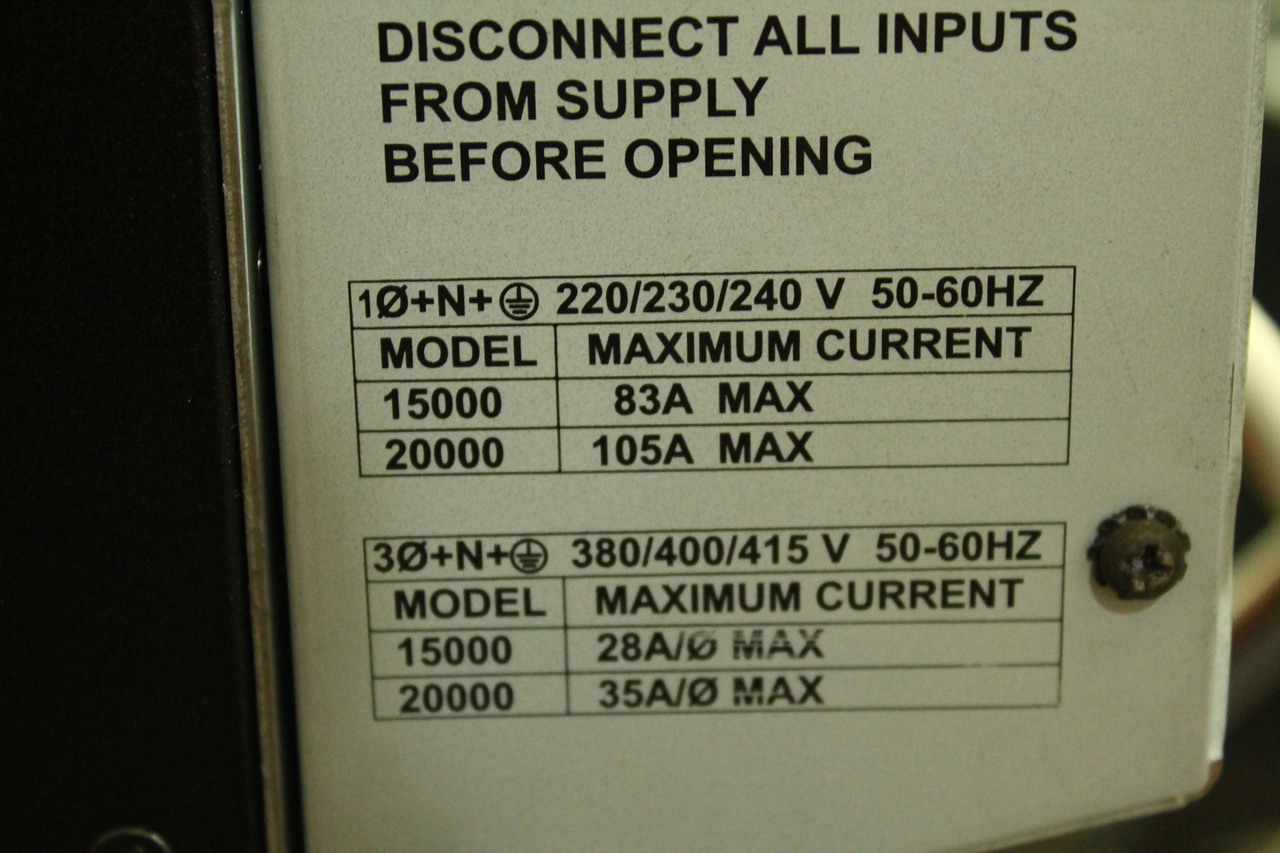 DISCONNECT ALL INPUTS
FROM SUPPLY
BEFORE OPENING
1Ø+N+⏚ 220/230/240 V 50-60HZ
MODEL MAXIMUM CURRENT
15000 83A MAX
20000 105A MAX
3Ø+N+⏚ 380/400/415 V 50-60HZ
MODEL MAXIMUM CURRENT
15000 28A/Ø MAX
20000 35A/Ø MAX